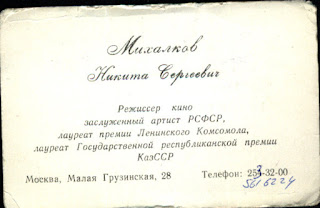 Михалков
Никита Сергеевич
Режиссер кино
заслуженный артист РСФСР,
лауреат премии Ленинского Комсомола,
лауреат Государственной республиканской премии
КазССР
Москва, Малая Грузинская, 28 Телефон: 253-32-00